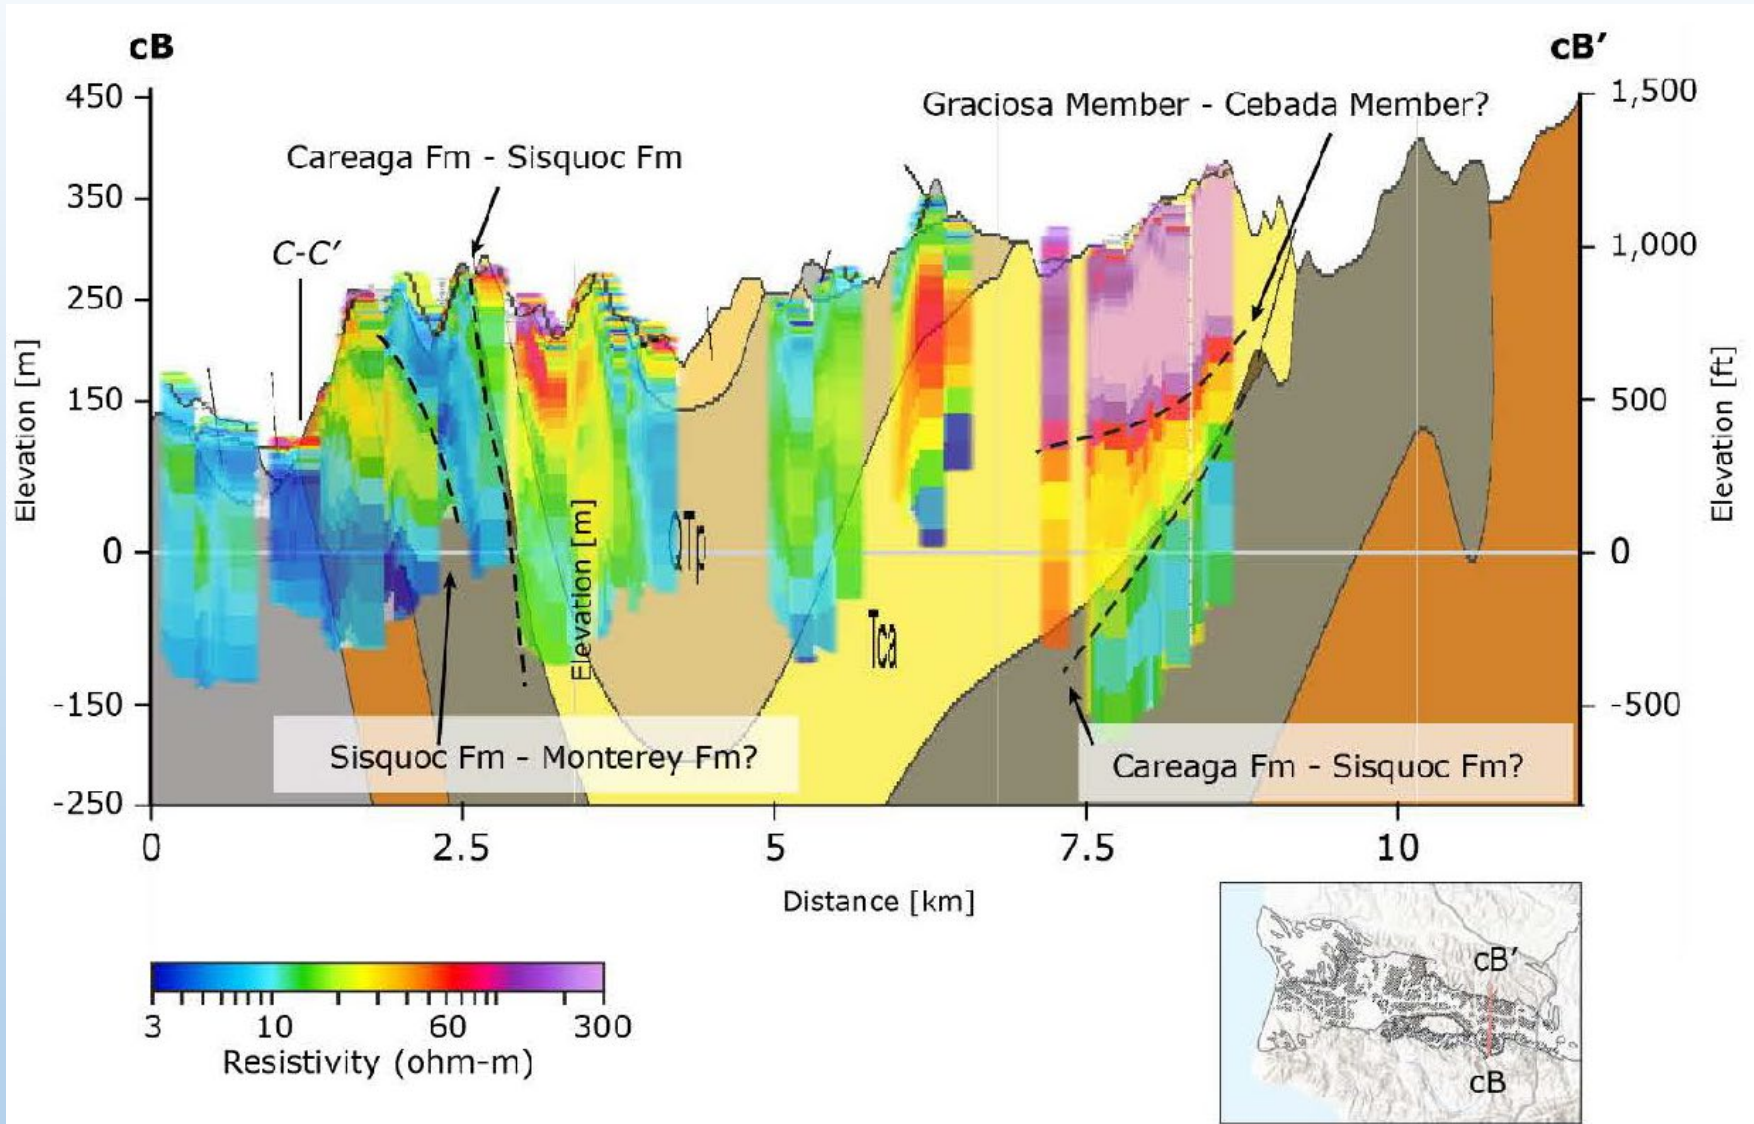 cB
cB′
450
350
250
150
0
-150
-250
Elevation [m]
1,500
1,000
500
0
-500
Elevation [ft]
Graciosa Member - Cebada Member?
Careaga Fm - Sisquoc Fm
C-C′
Elevation [m]
QTp
Tca
Sisquoc Fm - Monterey Fm?
Careaga Fm - Sisquoc Fm?
0 2.5 5 7.5 10
Distance [km]
3 10 60 300
Resistivity (ohm-m)
cB′
cB